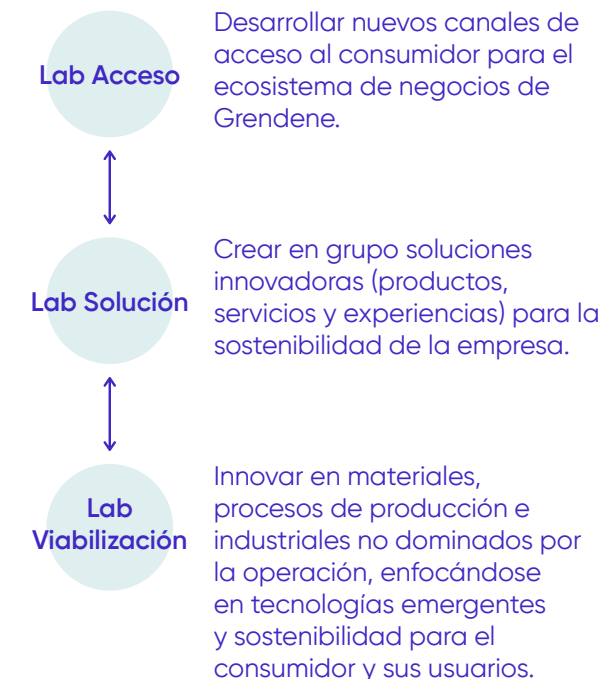 Lab Acceso
Desarrollar nuevos canales de
acceso al consumidor para el
ecosistema de negocios de
Grendene.
Lab Solución
Crear en grupo soluciones
innovadoras (productos,
servicios y experiencias) para la
sostenibilidad de la empresa.
Lab
Viabilización
Innovar en materiales,
procesos de producción e
industriales no dominados por
la operación, enfocándose
en tecnologías emergentes
y sostenibilidad para el
consumidor y sus usuarios.